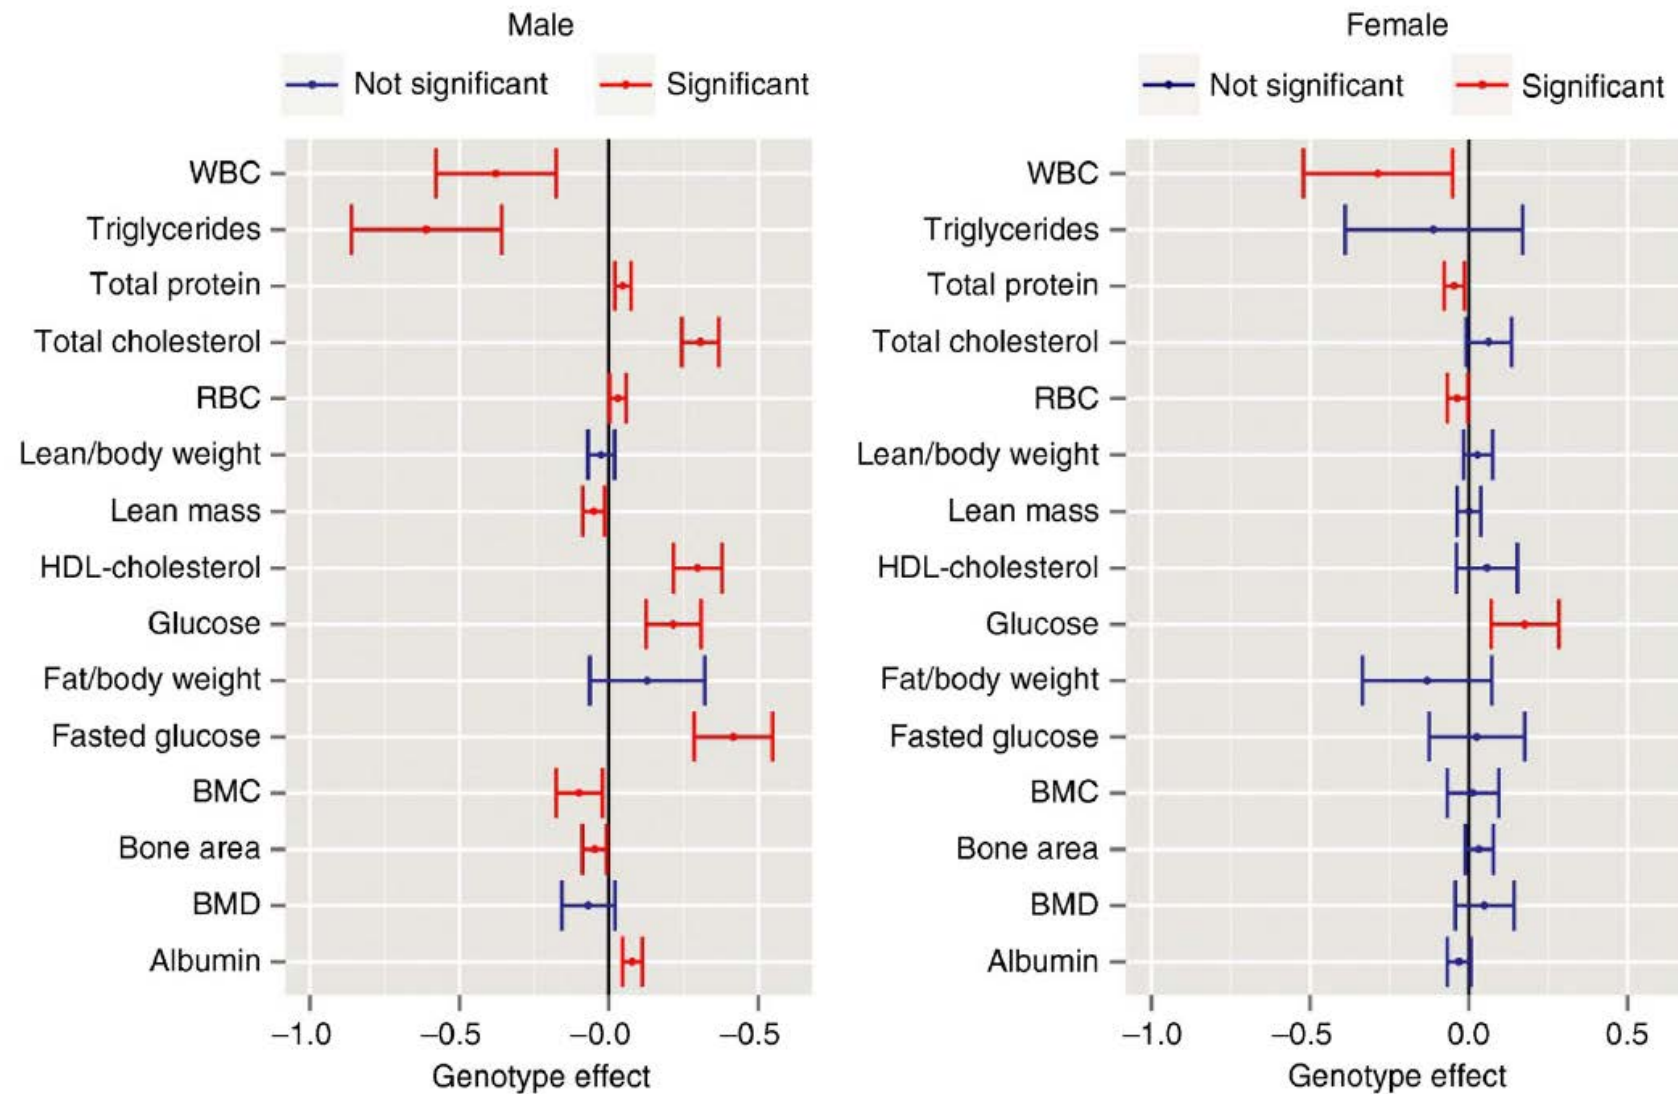 Male
Not significant Significant
WBC
Triglycerides
Total protein
Total cholesterol
RBC
Lean/body weight
Lean mass
HDL-cholesterol
Glucose
Fat/body weight
Fasted glucose
BMC
Bone area
BMD
Albumin
−1.0 −0.5 −0.0 −0.5
Genotype effect
Female
Not significant Significant
WBC
Triglycerides
Total protein
Total cholesterol
RBC
Lean/body weight
Lean mass
HDL-cholesterol
Glucose
Fat/body weight
Fasted glucose
BMC
Bone area
BMD
Albumin
−1.0 −0.5 0.0 0.5
Genotype effect